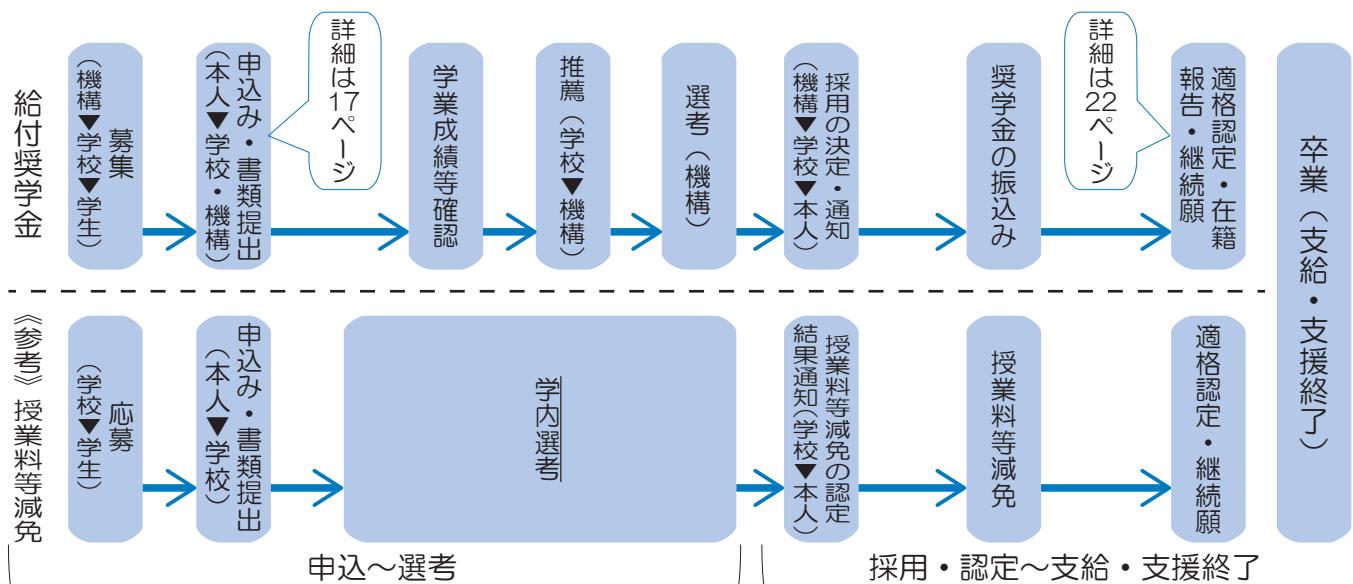 給付奨学金
募集
(機構▼学校▼学生)
申込み・書類提出
(本人▼学校・機構)
詳細は17ページ
学業成績等確認
推薦(学校▼機構)
選考(機構)
採用の決定・通知
(機構▼学校▼本人)
奨学金の振込み
詳細は22ページ
適格認定・在籍
報告・継続願
卒業(支給・支援終了)
《参考》授業料等減免
応募
(学校▼学生)
申込み・書類提出
(本人▼学校)
学内選考
授業料等減免の認定
結果通知(学校▼本人)
授業料等減免
適格認定・継続願
申込～選考
採用・認定～支給・支援終了